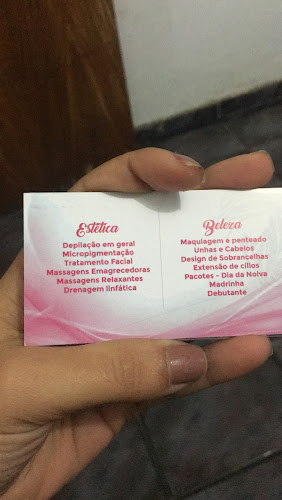 Estética
Depilação em geral
Micropigmentação
Tratamento Facial
Massagens Emagrecedoras
Massagens Relaxantes
Drenagem linfática
Beleza
Maquiagem e penteado
Unhas e Cabelos
Design de Sobrancelhas
Extensão de cílios
Pacotes - Dia da Noiva
Madrinha
Debutante